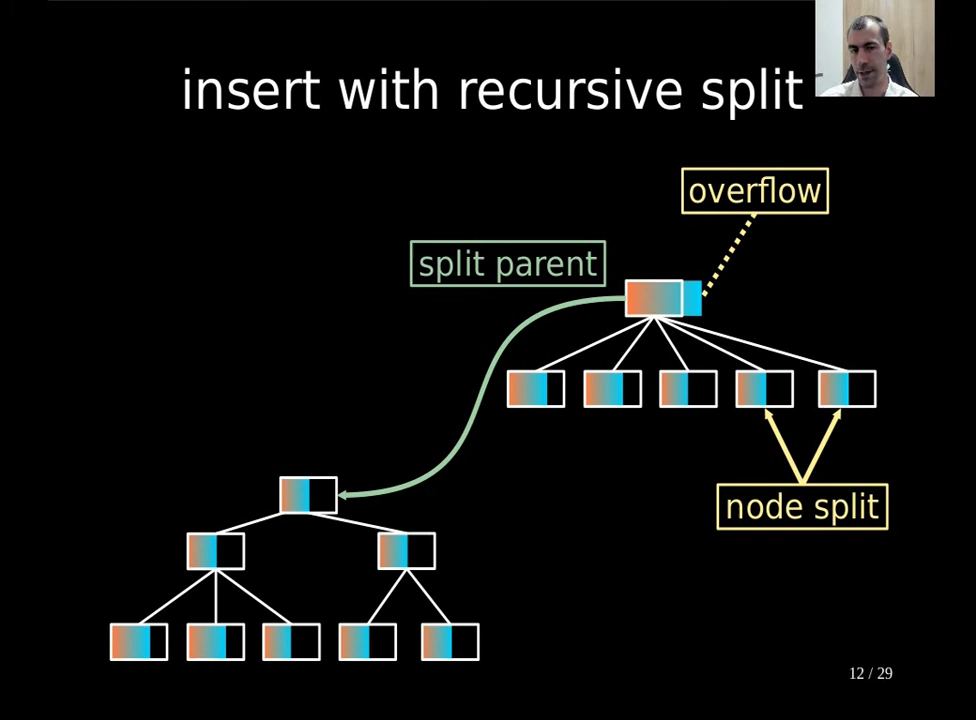 insert with recursive split
overflow
split parent
node split
12 / 29